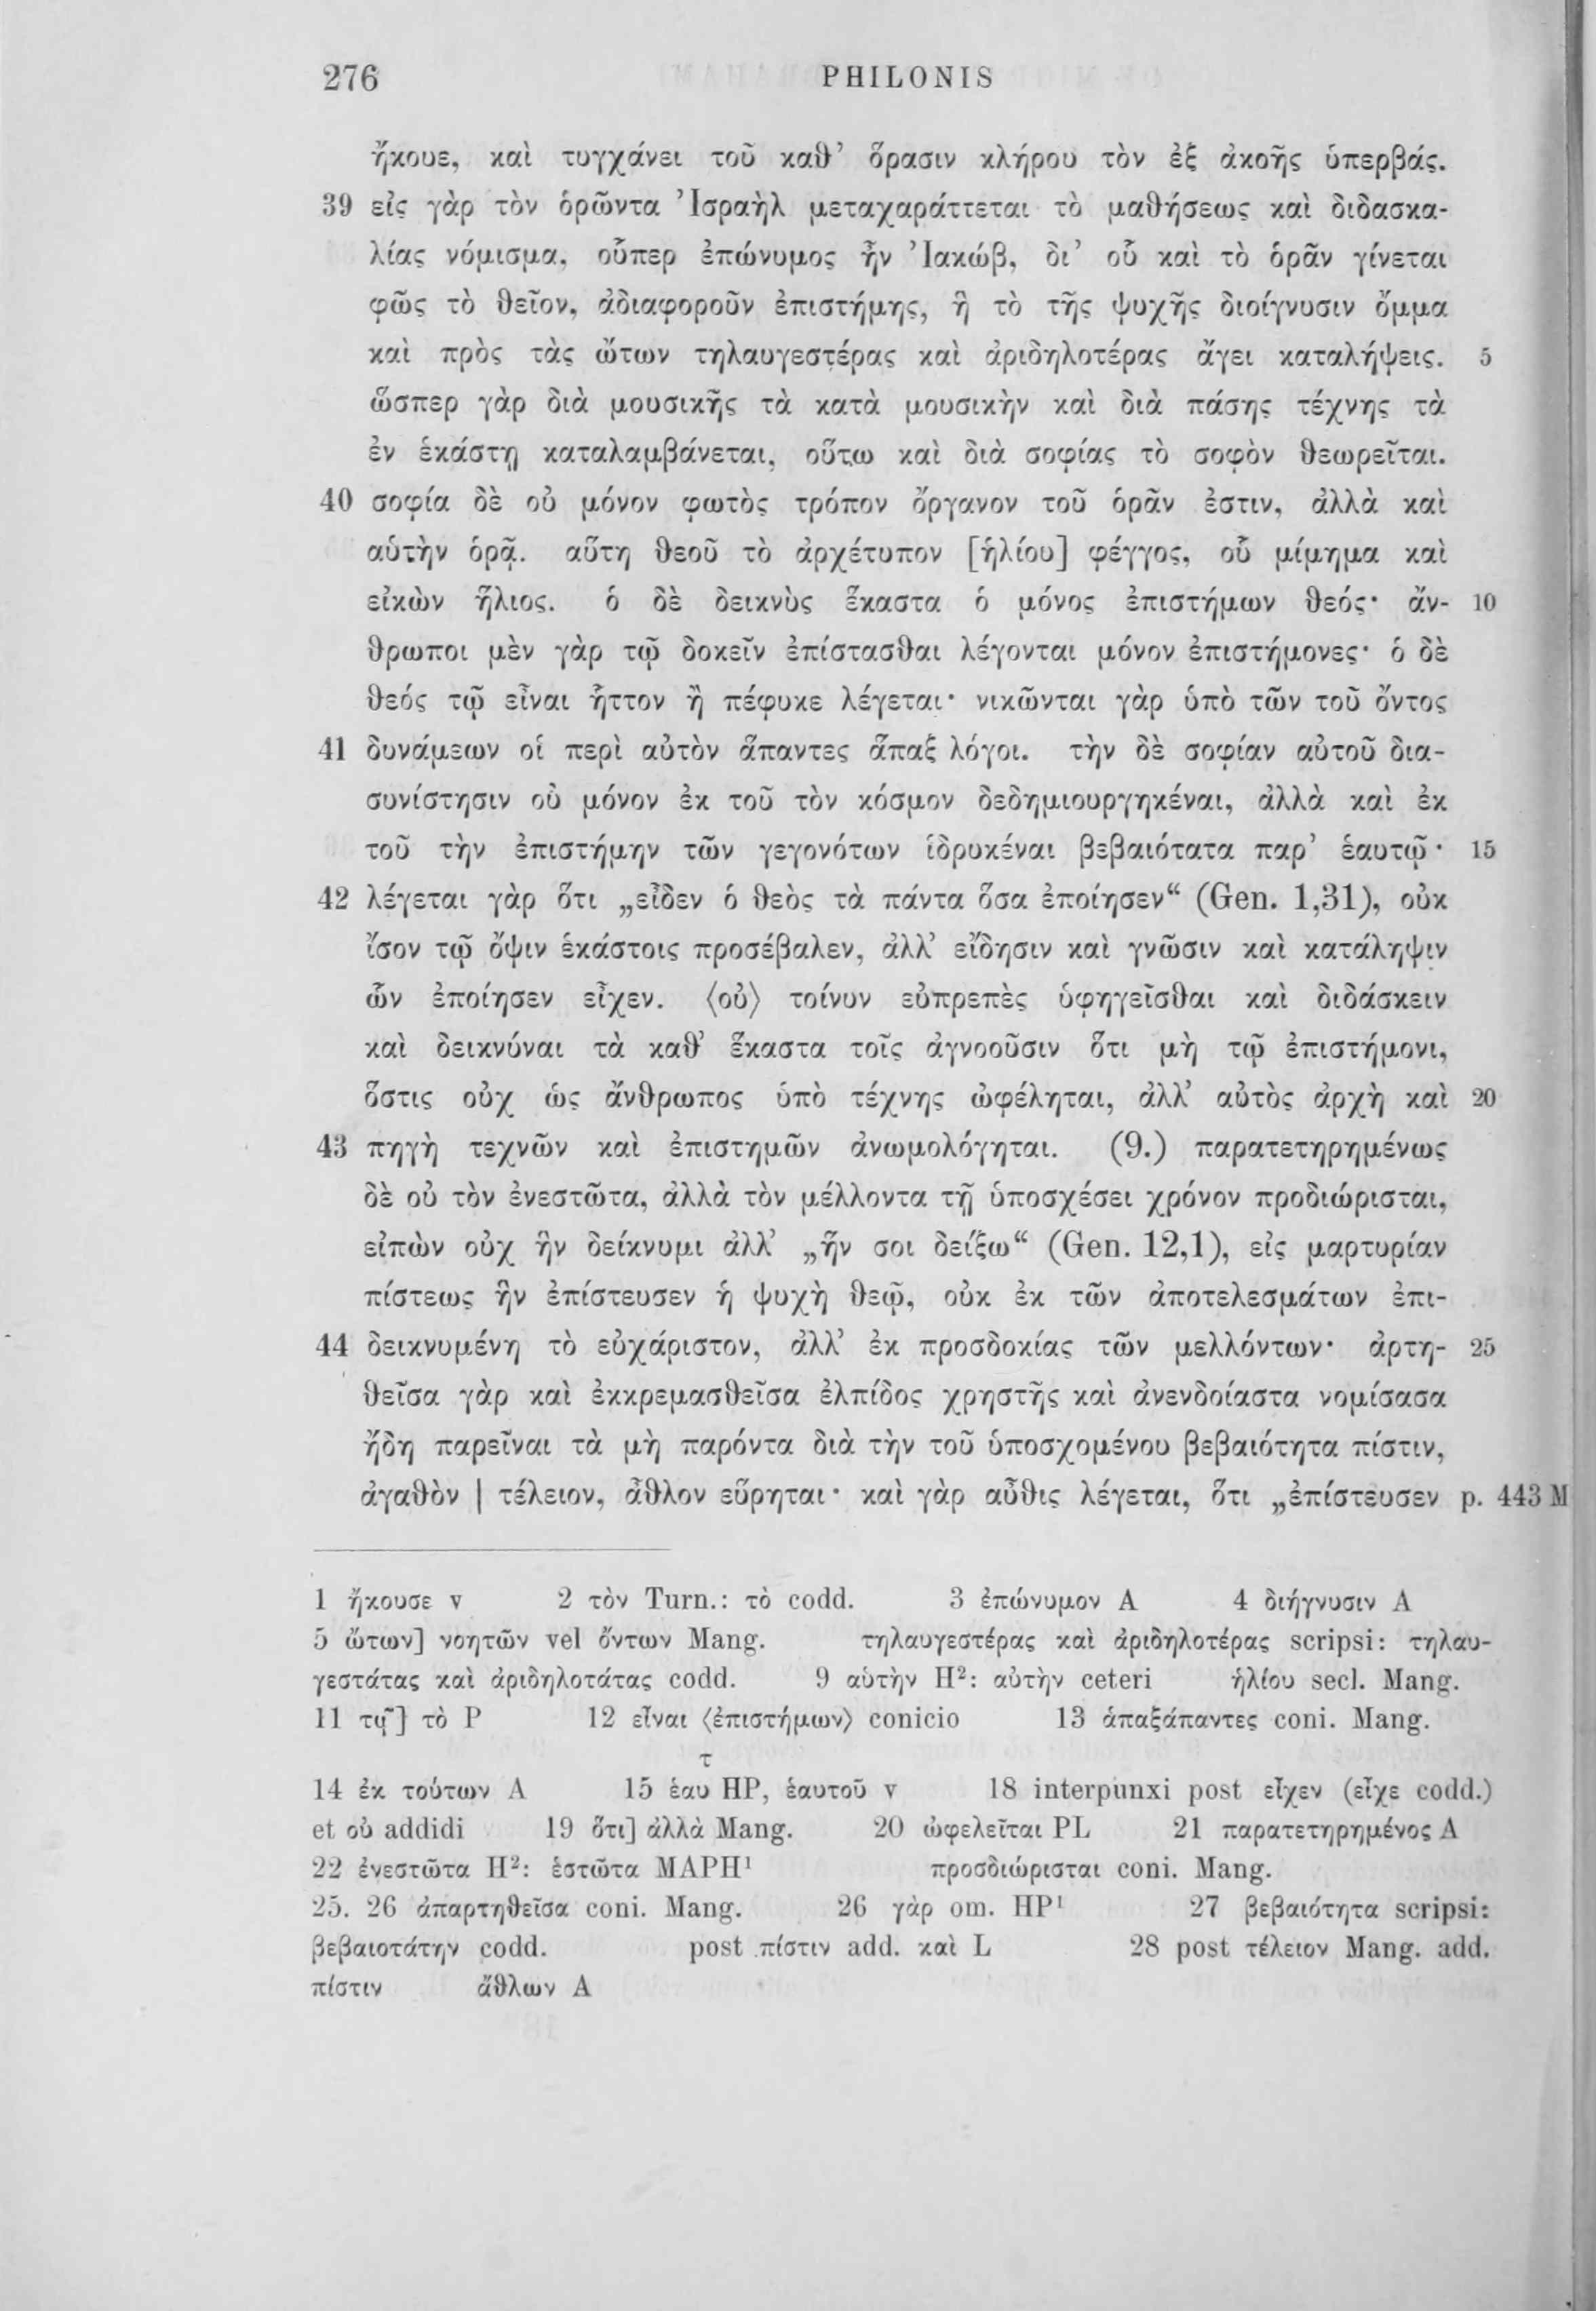 276 PHILONIS
ἤκουε, καὶ τυγχάνει τοῦ καθ’ ὅρασιν κλήρου τὸν ἐξ ἀκοῆς ὑπερβάς.
39 εἰς γὰρ τὸν ὁρῶντα Ἰσραὴλ μεταχαράττεται τὸ μαθήσεως καὶ διδασκα-
λίας νόμισμα, οὗπερ ἐπώνυμος ἦν Ἰακώβ, δι’ οὗ καὶ τὸ ὁρᾶν γίνεται
φῶς τὸ θεῖον, ἀδιαφοροῦν ἐπιστήμης, ἣ τὸ τῆς ψυχῆς διοίγνυσιν ὄμμα
καὶ πρὸς τὰς ὤτων τηλαυγεστέρας καὶ ἀριδηλοτέρας ἄγει καταλήψεις. 5
ὥσπερ γὰρ διὰ μουσικῆς τὰ κατὰ μουσικὴν καὶ διὰ πάσης τέχνης τὰ
ἐν ἑκάστῃ καταλαμβάνεται, οὕτω καὶ διὰ σοφίας τὸ σοφὸν θεωρεῖται.
40 σοφία δὲ οὐ μόνον φωτὸς τρόπον ὄργανον τοῦ ὁρᾶν ἐστιν, ἀλλὰ καὶ
αὑτὴν ὁρᾷ. αὕτη θεοῦ τὸ ἀρχέτυπον [ἡλίου] φέγγος, οὗ μίμημα καὶ
εἰκὼν ἥλιος. ὁ δὲ δεικνὺς ἕκαστα ὁ μόνος ἐπιστήμων θεός· ἄν- 10
θρωποι μὲν γὰρ τῷ δοκεῖν ἐπίστασθαι λέγονται μόνον ἐπιστήμονες· ὁ δὲ
θεός τῷ εἶναι ἧττον ἢ πέφυκε λέγεται· νικῶνται γὰρ ὑπὸ τῶν τοῦ ὄντος
41 δυνάμεων οἱ περὶ αὐτὸν ἅπαντες ἅπαξ λόγοι. τὴν δὲ σοφίαν αὐτοῦ δια-
συνίστησιν οὐ μόνον ἐκ τοῦ τὸν κόσμον δεδημιουργηκέναι, ἀλλὰ καὶ ἐκ
τοῦ τὴν ἐπιστήμην τῶν γεγονότων ἱδρυκέναι βεβαιότατα παρ’ ἑαυτῷ· 15
42 λέγεται γὰρ ὅτι „εἶδεν ὁ θεὸς τὰ πάντα ὅσα ἐποίησεν“ (Gen. 1,31), οὐκ
ἴσον τῷ ὄψιν ἑκάστοις προσέβαλεν, ἀλλ’ εἴδησιν καὶ γνῶσιν καὶ κατάληψιν
ὧν ἐποίησεν εἶχεν. ⟨οὐ⟩ τοίνυν εὐπρεπὲς ὑφηγεῖσθαι καὶ διδάσκειν
καὶ δεικνύναι τὰ καθ’ ἕκαστα τοῖς ἀγνοοῦσιν ὅτι μὴ τῷ ἐπιστήμονι,
ὅστις οὐχ ὡς ἄνθρωπος ὑπὸ τέχνης ὠφέληται, ἀλλ’ αὐτὸς ἀρχὴ καὶ 20
43 πηγὴ τεχνῶν καὶ ἐπιστημῶν ἀνωμολόγηται. (9.) παρατετηρημένως
δὲ οὐ τὸν ἐνεστῶτα, ἀλλὰ τὸν μέλλοντα τῇ ὑποσχέσει χρόνον προδιώρισται,
εἰπὼν οὐχ ἣν δείκνυμι ἀλλ’ „ἥν σοι δείξω“ (Gen. 12,1), εἰς μαρτυρίαν
πίστεως ἣν ἐπίστευσεν ἡ ψυχὴ θεῷ, οὐκ ἐκ τῶν ἀποτελεσμάτων ἐπι-
44 δεικνυμένη τὸ εὐχάριστον, ἀλλ’ ἐκ προσδοκίας τῶν μελλόντων· ἀρτη- 25
θεῖσα γὰρ καὶ ἐκκρεμασθεῖσα ἐλπίδος χρηστῆς καὶ ἀνενδοίαστα νομίσασα
ἤδη παρεῖναι τὰ μὴ παρόντα διὰ τὴν τοῦ ὑποσχομένου βεβαιότητα πίστιν,
ἀγαθὸν | τέλειον, ἆθλον εὕρηται· καὶ γὰρ αὖθις λέγεται, ὅτι „ἐπίστευσεν p. 443 M
1 ἤκουσε v 2 τὸν Turn.: τὸ codd. 3 ἐπώνυμον A 4 διήγνυσιν A
5 ὤτων] νοητῶν vel ὄντων Mang. τηλαυγεστέρας καὶ ἀριδηλοτέρας scripsi: τηλαυ-
γεστάτας καὶ ἀριδηλοτάτας codd. 9 αὑτὴν H²: αὐτὴν ceteri ἡλίου secl. Mang.
11 τῷ] τὸ P 12 εἶναι ⟨ἐπιστήμων⟩ conicio 13 ἁπαξάπαντες coni. Mang.
τ
14 ἐκ τούτων A 15 ἑαυ HP, ἑαυτοῦ v 18 interpunxi post εἶχεν (εἶχε codd.)
et οὐ addidi 19 ὅτι] ἀλλὰ Mang. 20 ὠφελεῖται PL 21 παρατετηρημένος A
22 ἐνεστῶτα H²: ἑστῶτα MAPH¹ προσδιώρισται coni. Mang.
25. 26 ἀπαρτηθεῖσα coni. Mang. 26 γὰρ om. HP¹ 27 βεβαιότητα scripsi:
βεβαιοτάτην codd. post πίστιν add. καὶ L 28 post τέλειον Mang. add.
πίστιν ἄθλων A